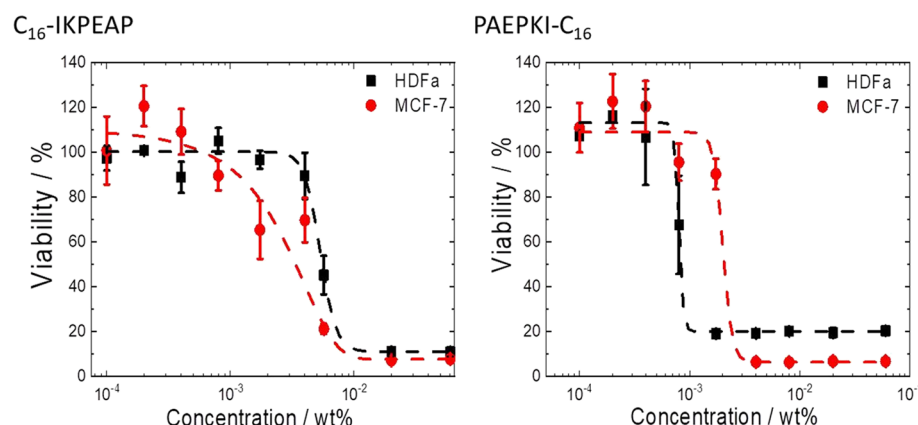 C₁₆-IKPEAP
PAEPKI-C₁₆
140
120
100
80
60
40
20
0
Viability / %
HDFa
MCF-7
10⁻⁴
10⁻³
10⁻²
Concentration / wt%
140
120
100
80
60
40
20
0
Viability / %
HDFa
MCF-7
10⁻⁴
10⁻³
10⁻²
Concentration / wt%